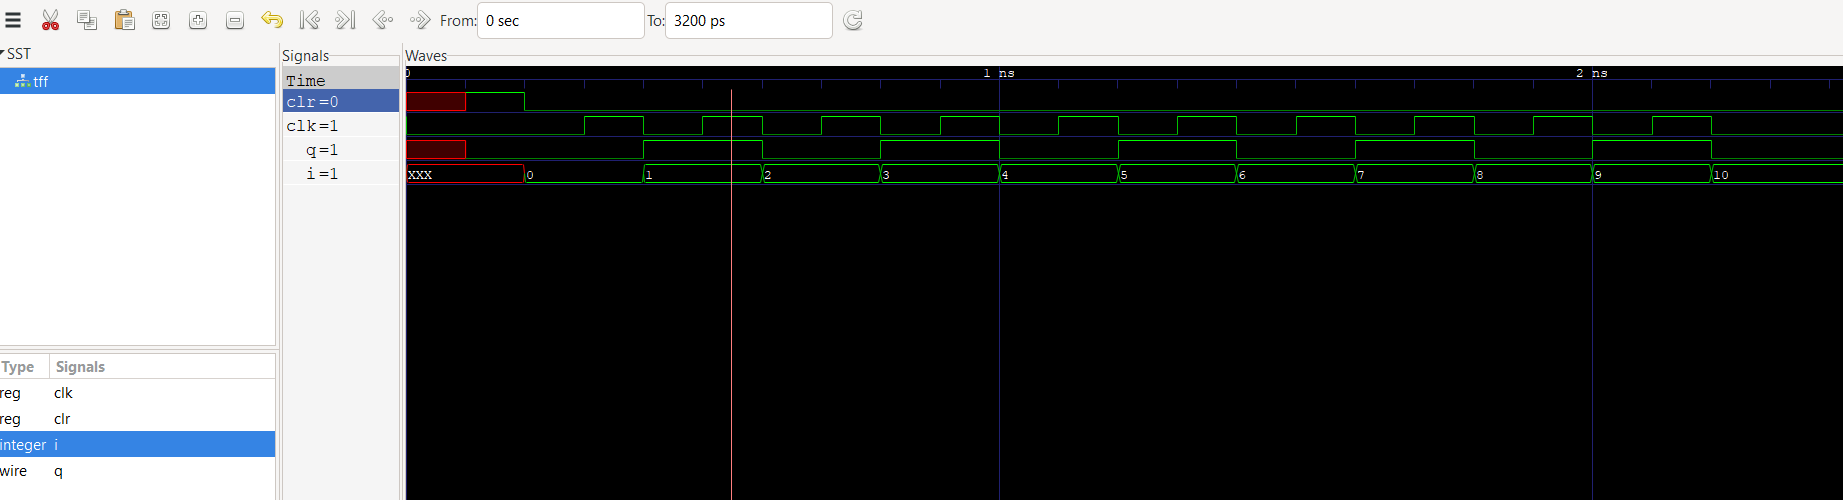 From: 0 sec To: 3200 ps
SST
tff
Signals
Time
clr=0
clk=1
q=1
i=1
Waves
0 1 ns 2 ns
XXX 0 1 2 3 4 5 6 7 8 9 10
Type Signals
reg clk
reg clr
integer i
wire q